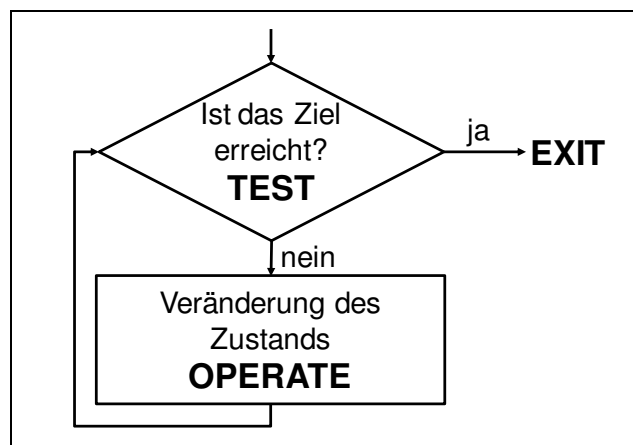 Ist das Ziel
erreicht?
TEST
ja
EXIT
nein
Veränderung des
Zustands
OPERATE